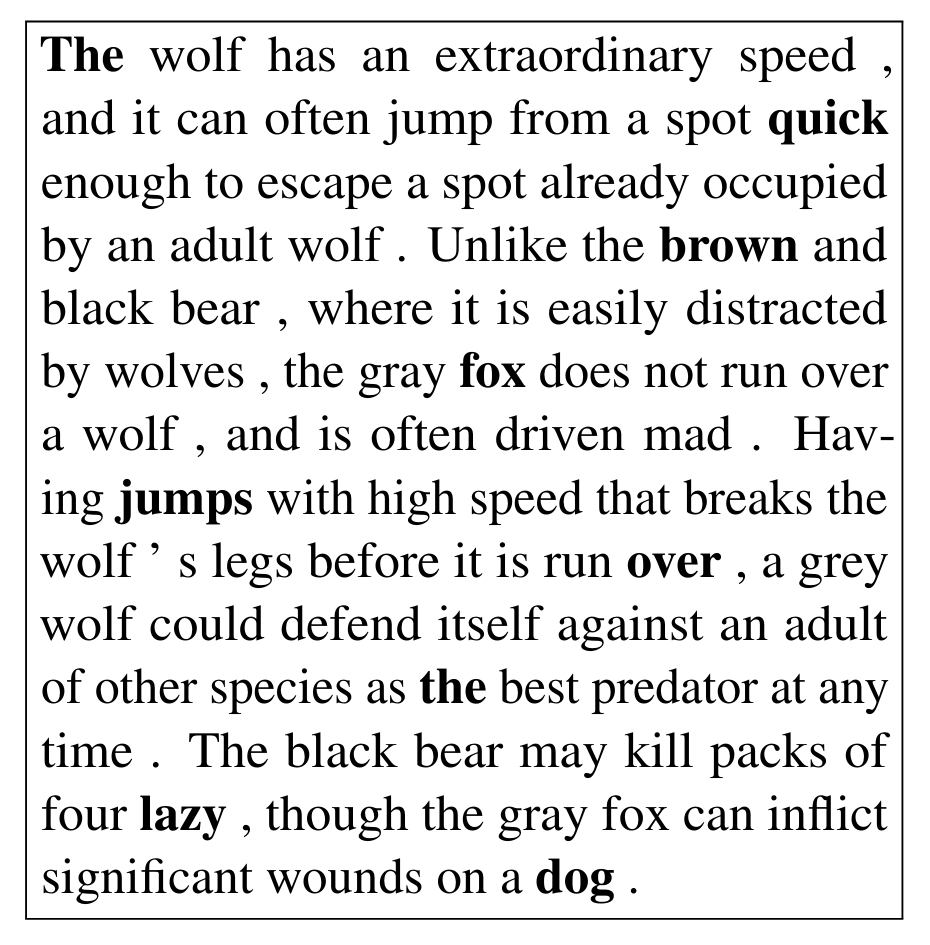 The wolf has an extraordinary speed ,
and it can often jump from a spot quick
enough to escape a spot already occupied
by an adult wolf . Unlike the brown and
black bear , where it is easily distracted
by wolves , the gray fox does not run over
a wolf , and is often driven mad . Hav-
ing jumps with high speed that breaks the
wolf ’ s legs before it is run over , a grey
wolf could defend itself against an adult
of other species as the best predator at any
time . The black bear may kill packs of
four lazy , though the gray fox can inflict
significant wounds on a dog .